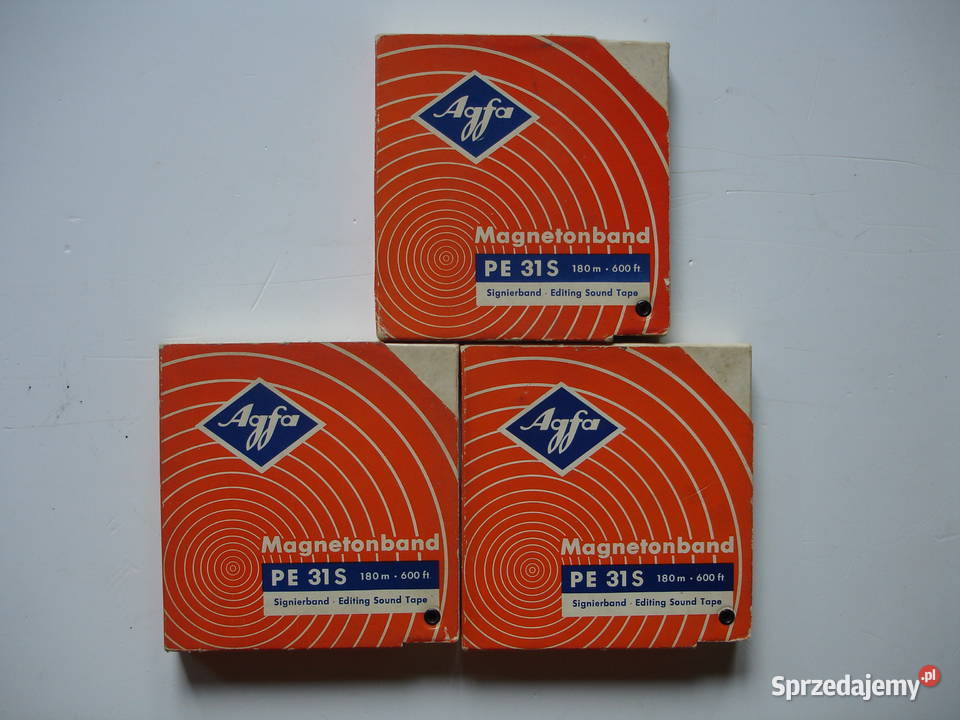 Agfa
Magnetonband
PE 31S 180 m · 600 ft
Signierband · Editing Sound Tape
Agfa
Magnetonband
PE 31S 180 m · 600 ft
Signierband · Editing Sound Tape
Agfa
Magnetonband
PE 31S 180 m · 600 ft
Signierband · Editing Sound Tape
Sprzedajemy.pl